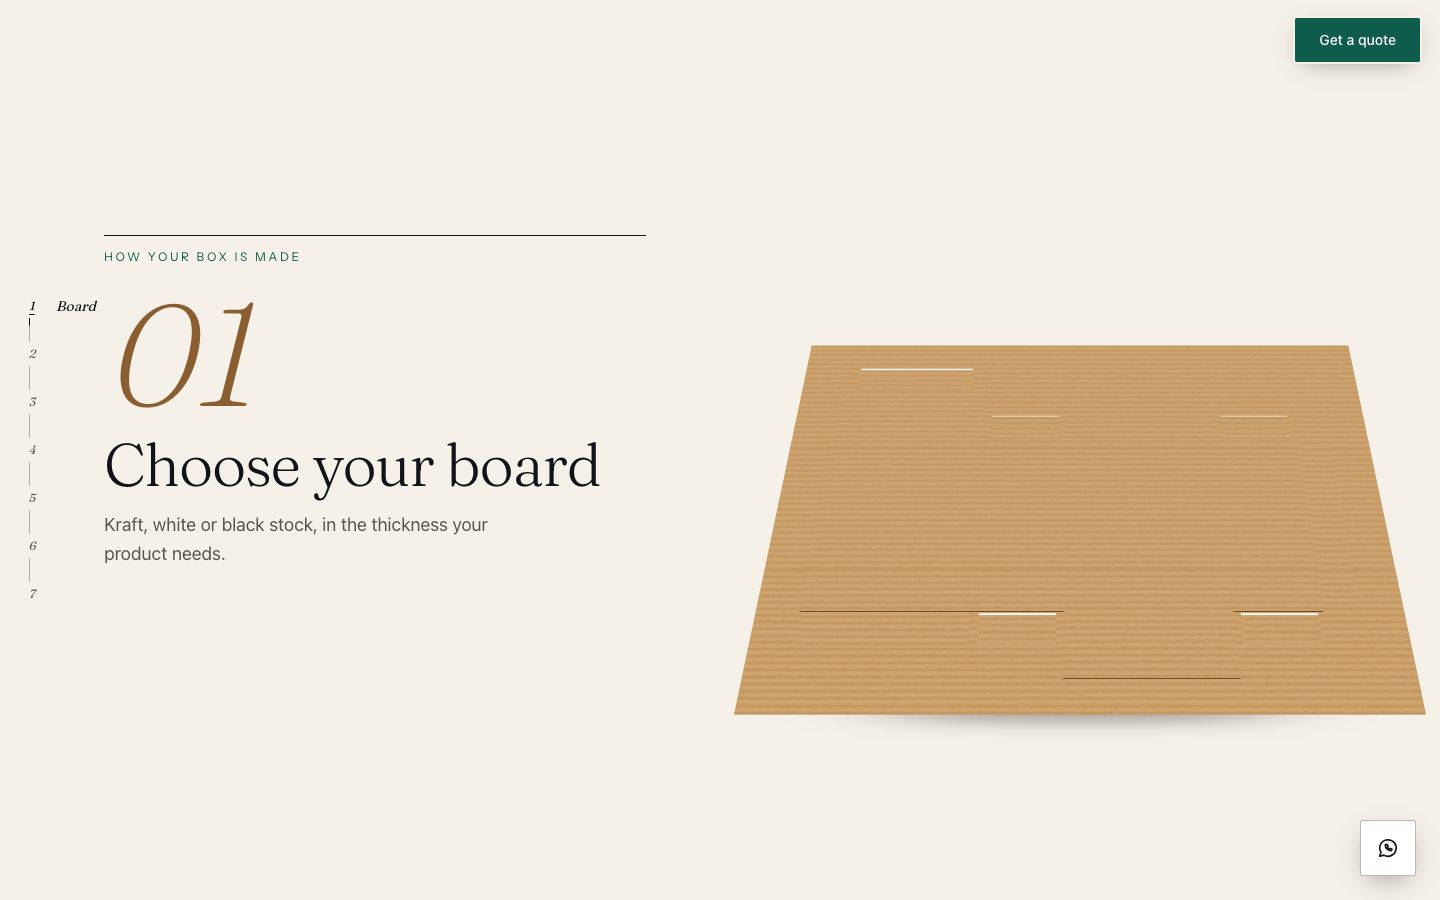 Get a quote
HOW YOUR BOX IS MADE
1 Board
01
2
3
4
Choose your board
5
Kraft, white or black stock, in the thickness your
6
product needs.
7